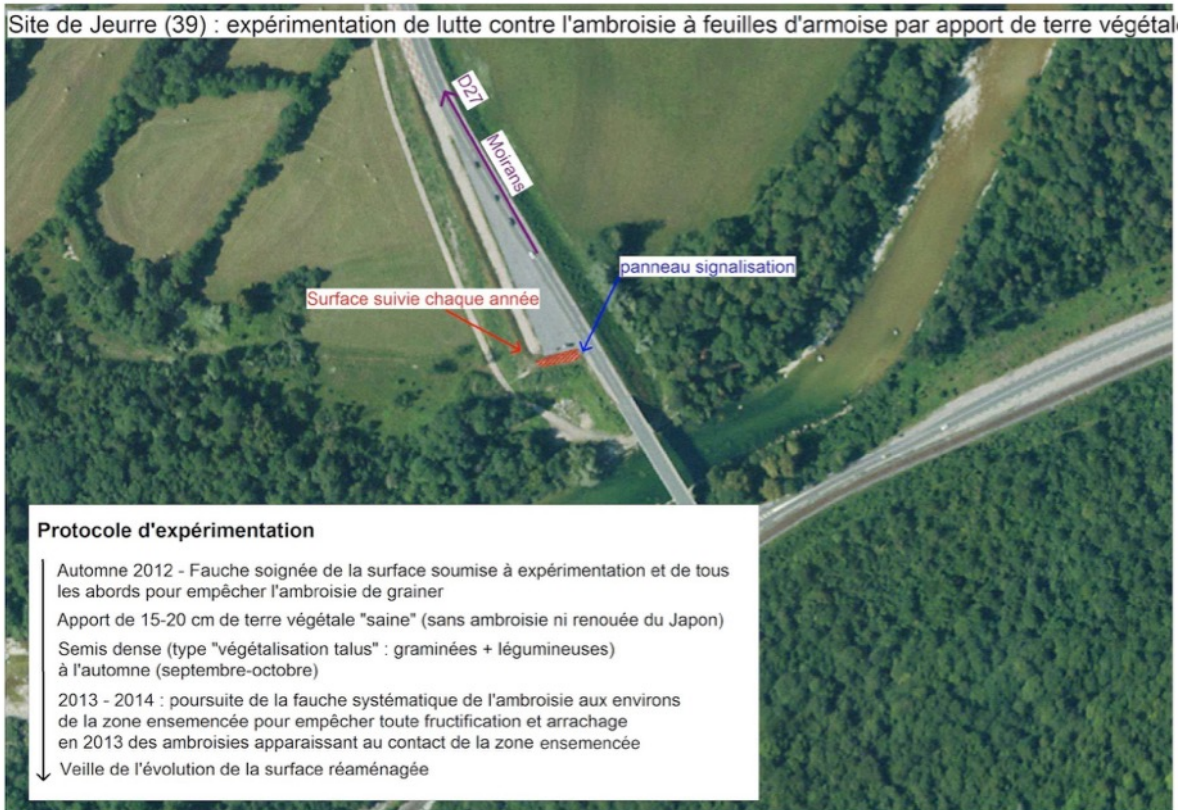 Site de Jeurre (39) : expérimentation de lutte contre l'ambroisie à feuilles d'armoise par apport de terre végétal
D27
Moirans
panneau signalisation
Surface suivie chaque année
Protocole d'expérimentation
Automne 2012 - Fauche soignée de la surface soumise à expérimentation et de tous
les abords pour empêcher l'ambroisie de grainer
Apport de 15-20 cm de terre végétale "saine" (sans ambroisie ni renouée du Japon)
Semis dense (type "végétalisation talus" : graminées + légumineuses)
à l'automne (septembre-octobre)
2013 - 2014 : poursuite de la fauche systématique de l'ambroisie aux environs
de la zone ensemencée pour empêcher toute fructification et arrachage
en 2013 des ambroisies apparaissant au contact de la zone ensemencée
Veille de l'évolution de la surface réaménagée